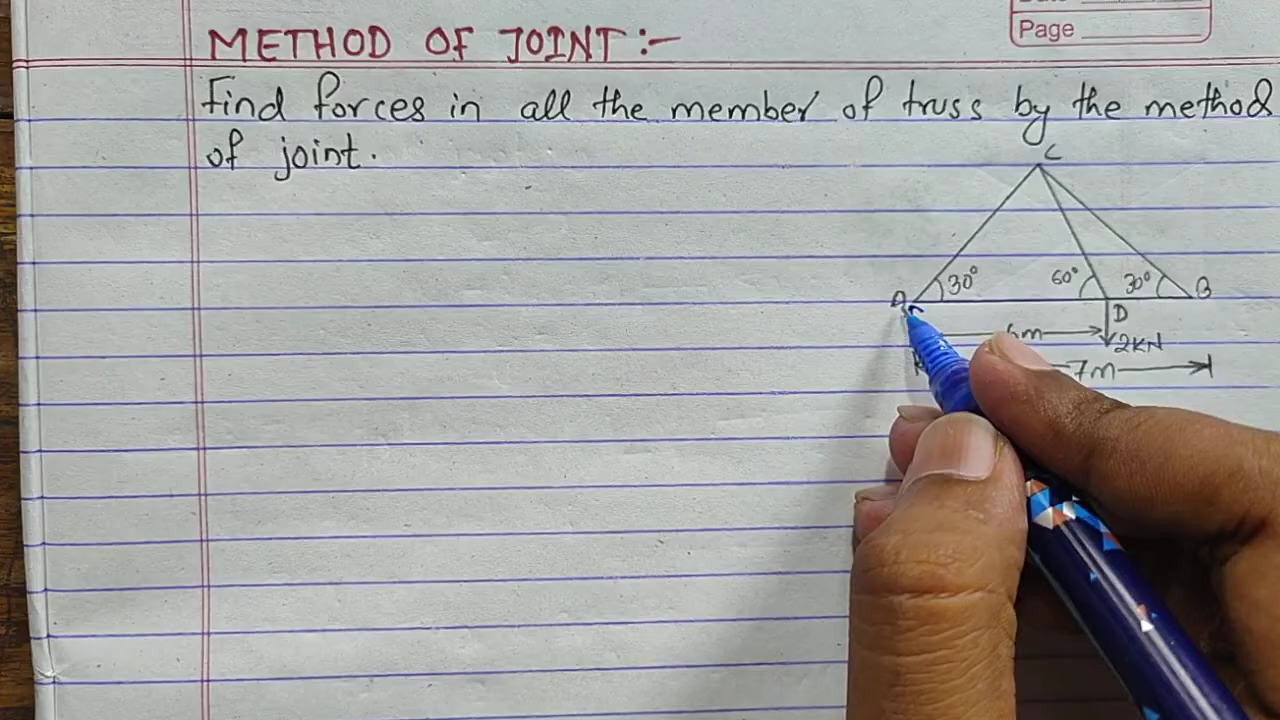 Page
METHOD OF JOINT :-
Find forces in all the member of truss by the method
of joint.
C
30° 60° 30°
A B
D
6m 2KN
7m